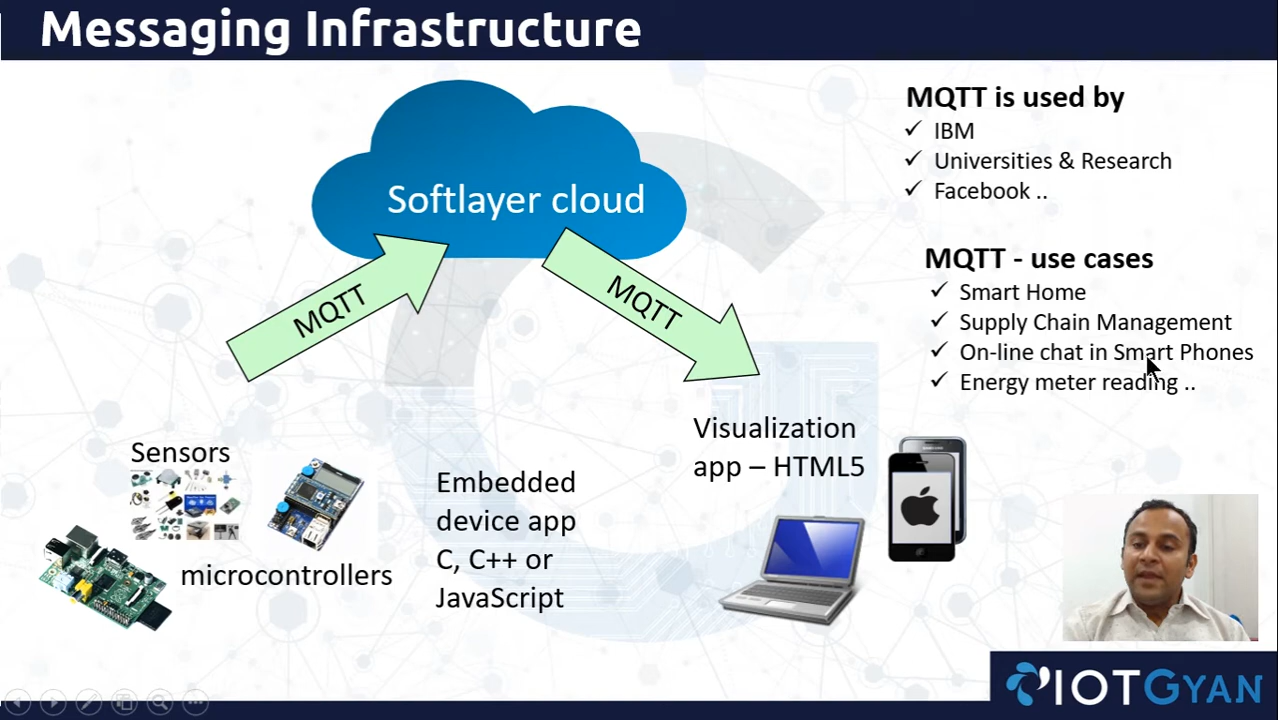 Messaging Infrastructure
Softlayer cloud
MQTT
MQTT
MQTT is used by
IBM
Universities & Research
Facebook ..
MQTT - use cases
Smart Home
Supply Chain Management
On-line chat in Smart Phones
Energy meter reading ..
Sensors
microcontrollers
Embedded
device app
C, C++ or
JavaScript
Visualization
app – HTML5
IOTGYAN